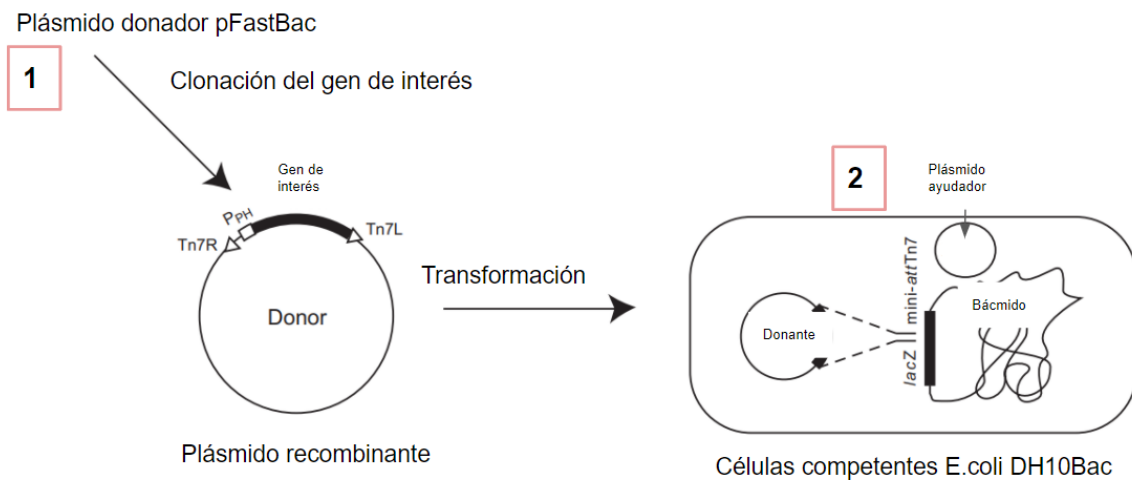 Plásmido donador pFastBac
1
Clonación del gen de interés
Gen de
interés
PPH
Tn7R
Tn7L
Donor
Plásmido recombinante
Transformación
2
Plásmido
ayudador
mini-attTn7
lacZ
Donante
Bácmido
Células competentes E.coli DH10Bac